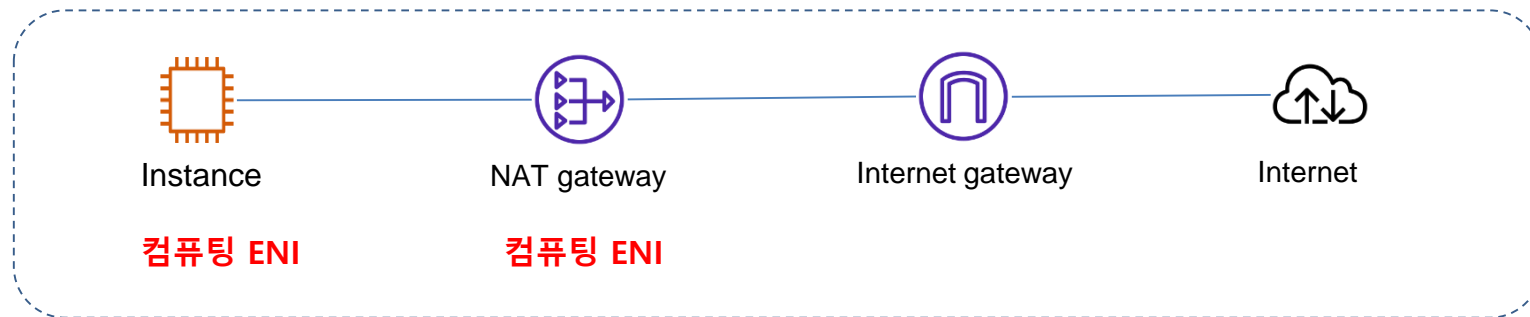 Instance
NAT gateway
Internet gateway
Internet
컴퓨팅 ENI
컴퓨팅 ENI